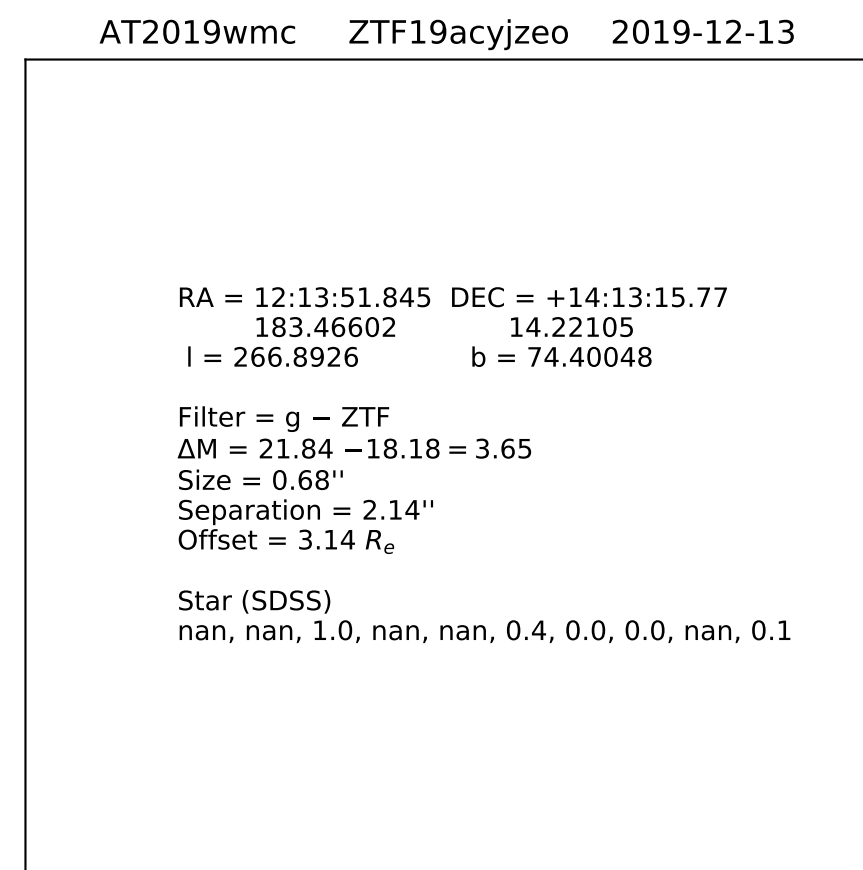 AT2019wmc ZTF19acyjzeo 2019-12-13
RA = 12:13:51.845 DEC = +14:13:15.77
183.46602 14.22105
l = 266.8926 b = 74.40048
Filter = g − ZTF
ΔM = 21.84 −18.18 = 3.65
Size = 0.68''
Separation = 2.14''
Offset = 3.14 Re
Star (SDSS)
nan, nan, 1.0, nan, nan, 0.4, 0.0, 0.0, nan, 0.1